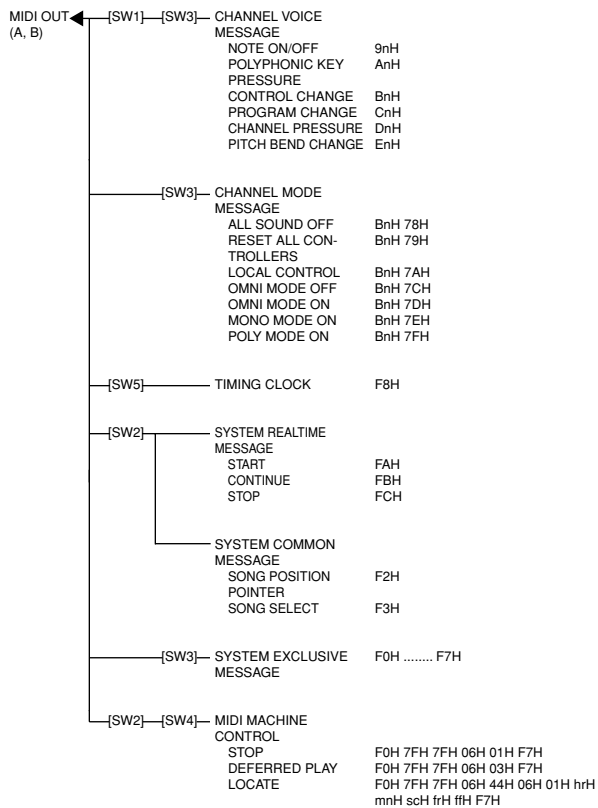 MIDI OUT [SW1] [SW3] CHANNEL VOICE
(A, B) MESSAGE
NOTE ON/OFF 9nH
POLYPHONIC KEY AnH
PRESSURE
CONTROL CHANGE BnH
PROGRAM CHANGE CnH
CHANNEL PRESSURE DnH
PITCH BEND CHANGE EnH
[SW3] CHANNEL MODE
MESSAGE
ALL SOUND OFF BnH 78H
RESET ALL CON- BnH 79H
TROLLERS
LOCAL CONTROL BnH 7AH
OMNI MODE OFF BnH 7CH
OMNI MODE ON BnH 7DH
MONO MODE ON BnH 7EH
POLY MODE ON BnH 7FH
[SW5] TIMING CLOCK F8H
[SW2] SYSTEM REALTIME
MESSAGE
START FAH
CONTINUE FBH
STOP FCH
SYSTEM COMMON
MESSAGE
SONG POSITION F2H
POINTER
SONG SELECT F3H
[SW3] SYSTEM EXCLUSIVE F0H ........ F7H
MESSAGE
[SW2] [SW4] MIDI MACHINE
CONTROL
STOP F0H 7FH 7FH 06H 01H F7H
DEFERRED PLAY F0H 7FH 7FH 06H 03H F7H
LOCATE F0H 7FH 7FH 06H 44H 06H 01H hrH
mnH scH frH ffH F7H